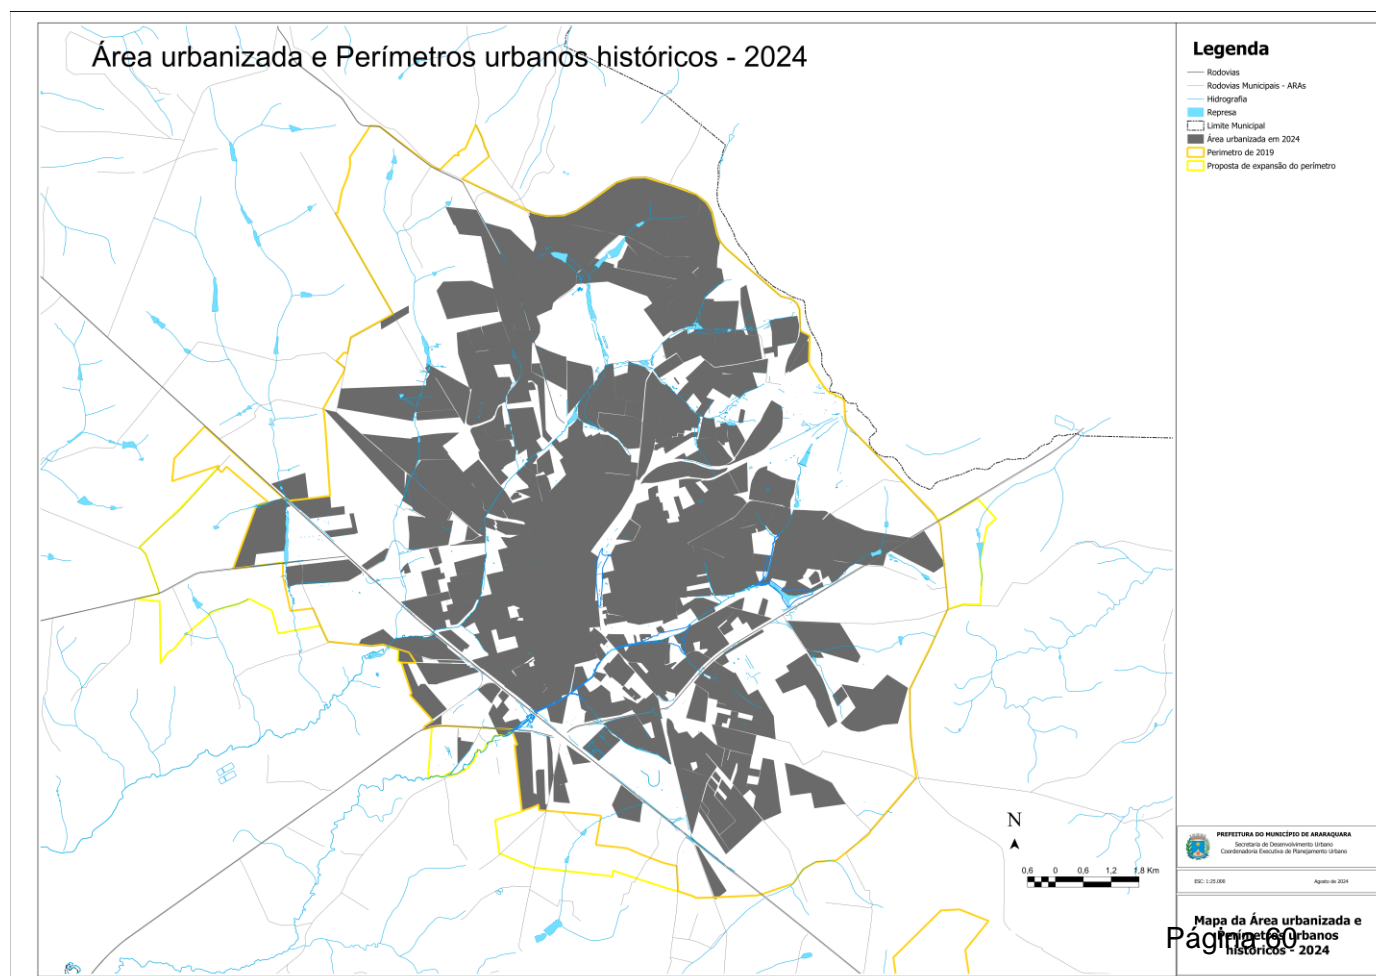 Área urbanizada e Perímetros urbanos históricos - 2024
Legenda
Rodovias
Rodovias Municipais - ARAs
Hidrografia
Represa
Limite Municipal
Área urbanizada em 2024
Perimetro de 2019
Proposta de expansão do perímetro
N
0,6 0 0,6 1,2 1,8 Km
PREFEITURA DO MUNICÍPIO DE ARARAQUARA
Secretaria de Desenvolvimento Urbano
Coordenadoria Executiva de Planejamento Urbano
ESC: 1:25.000 Agosto de 2024
Mapa da Área urbanizada e
Perímetros urbanos
históricos - 2024
Página 60